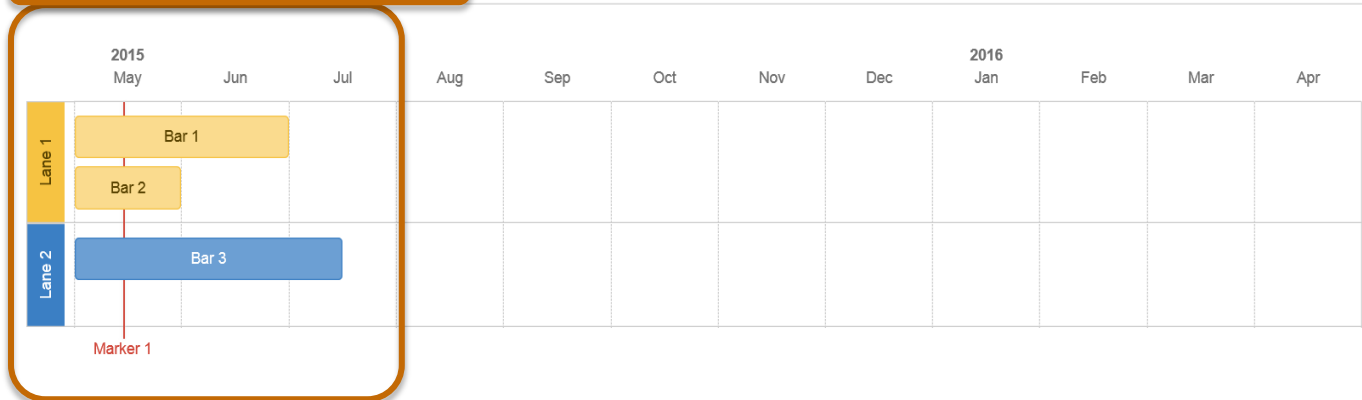 2015 2016
May Jun Jul Aug Sep Oct Nov Dec Jan Feb Mar Apr
Lane 1
Bar 1
Bar 2
Lane 2
Bar 3
Marker 1